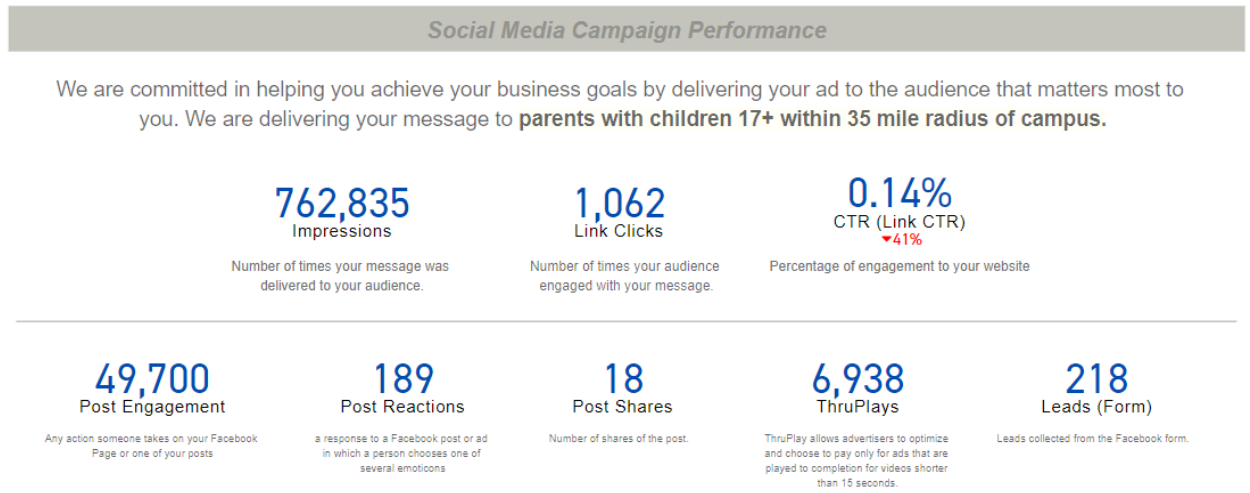 Social Media Campaign Performance
We are committed in helping you achieve your business goals by delivering your ad to the audience that matters most to
you. We are delivering your message to parents with children 17+ within 35 mile radius of campus.
762,835
Impressions
Number of times your message was
delivered to your audience.
1,062
Link Clicks
Number of times your audience
engaged with your message.
0.14%
CTR (Link CTR)
▼41%
Percentage of engagement to your website
49,700
Post Engagement
Any action someone takes on your Facebook
Page or one of your posts
189
Post Reactions
a response to a Facebook post or ad
in which a person chooses one of
several emoticons
18
Post Shares
Number of shares of the post.
6,938
ThruPlays
ThruPlay allows advertisers to optimize
and choose to pay only for ads that are
played to completion for videos shorter
than 15 seconds.
218
Leads (Form)
Leads collected from the Facebook form.